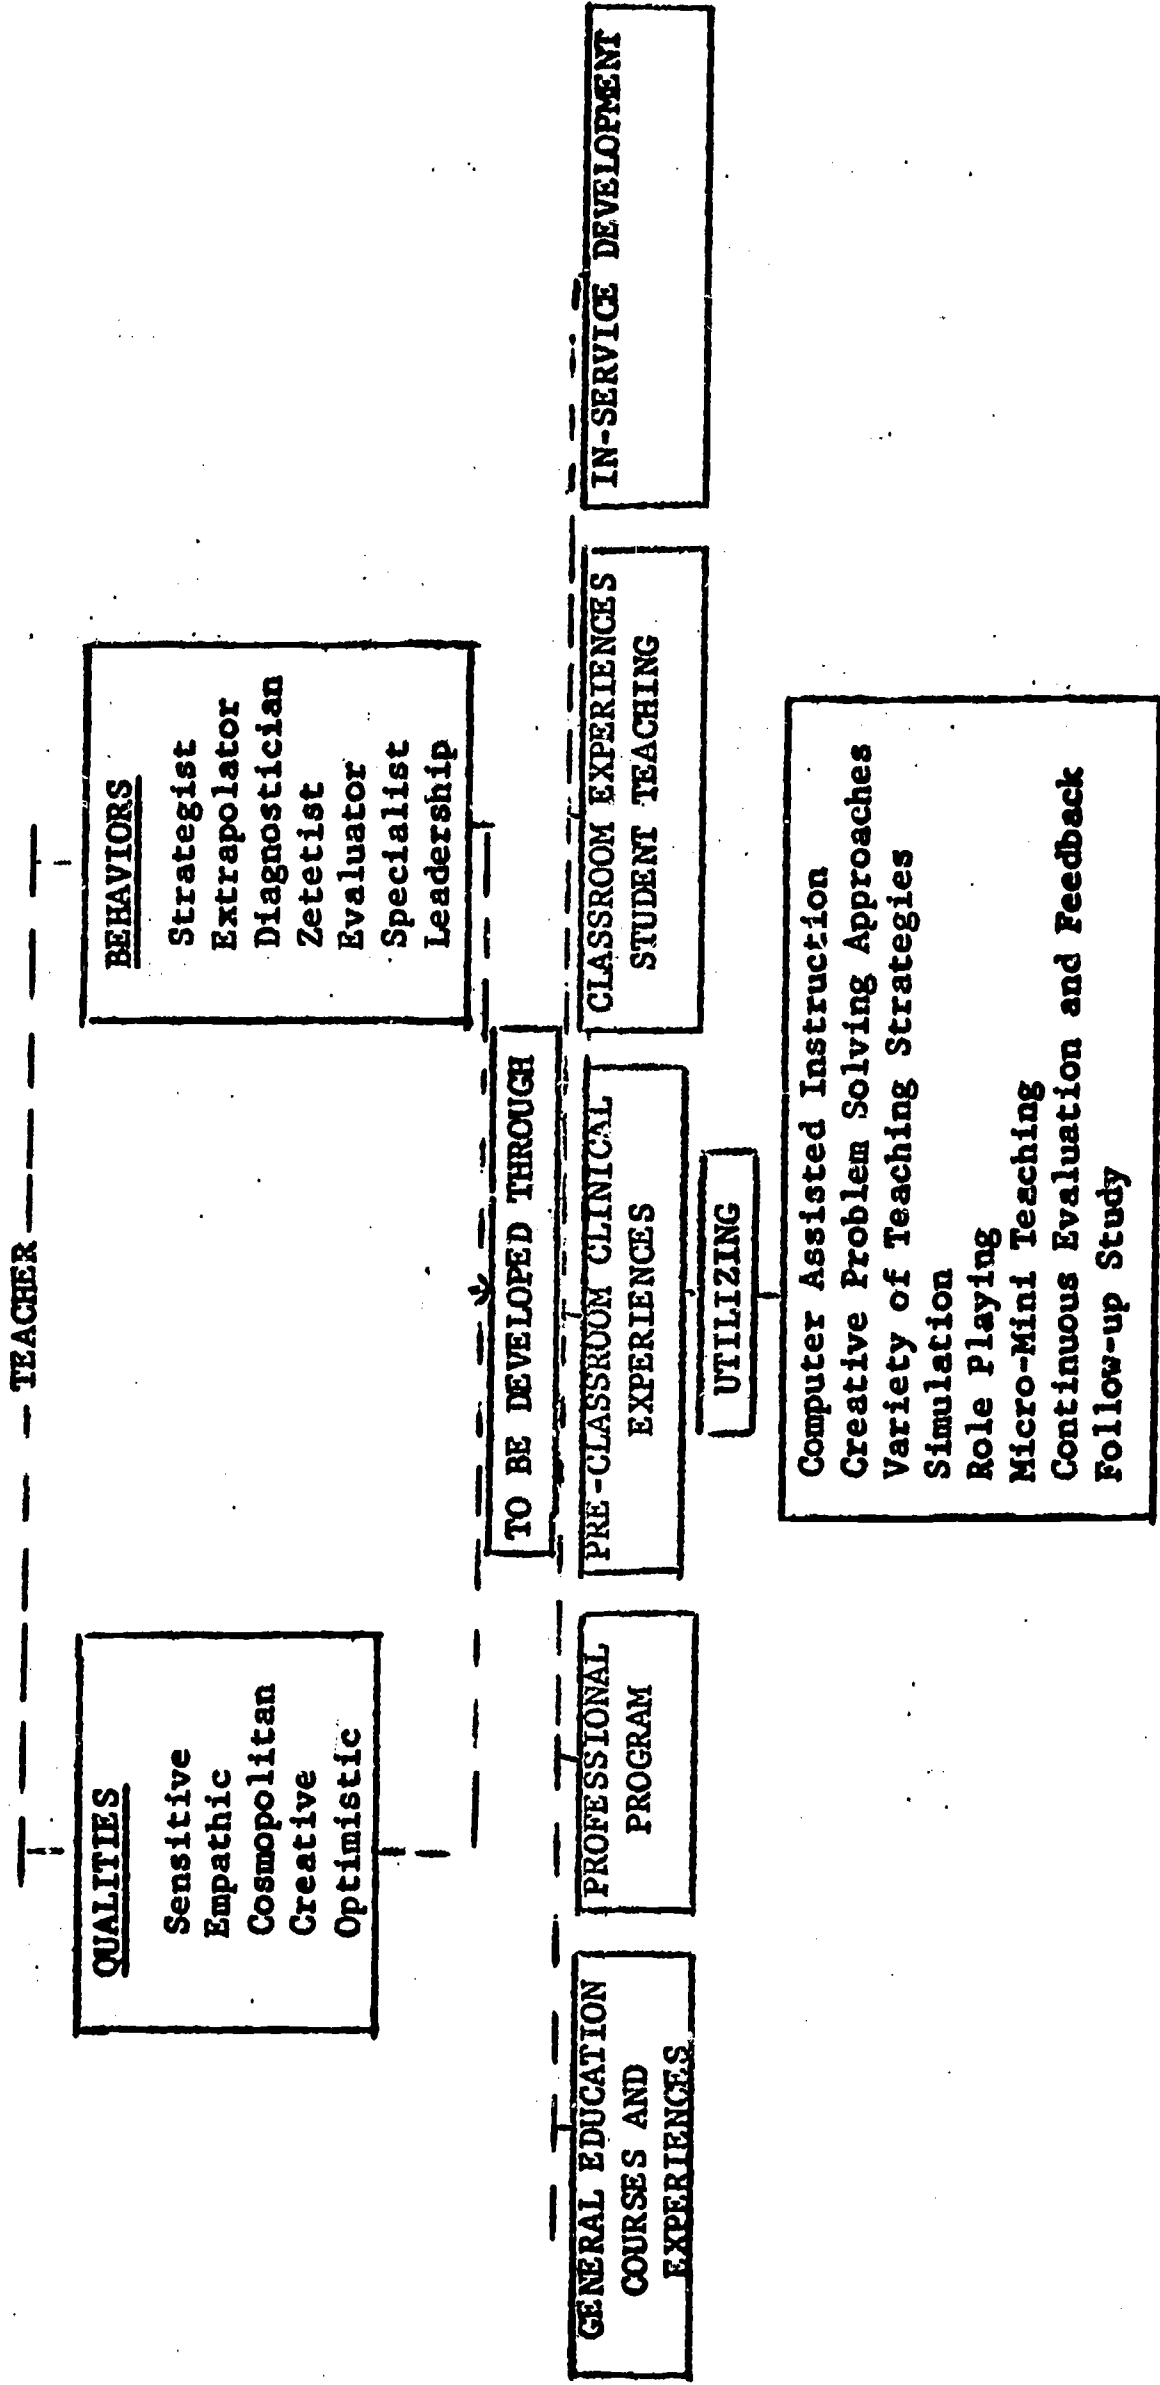 TEACHER
QUALITIES
Sensitive
Empathic
Cosmopolitan
Creative
Optimistic
BEHAVIORS
Strategist
Extrapolator
Diagnostician
Zetetist
Evaluator
Specialist
Leadership
TO BE DEVELOPED THROUGH
GENERAL EDUCATION
COURSES AND
EXPERIENCES
PROFESSIONAL
PROGRAM
PRE-CLASSROOM CLINICAL
EXPERIENCES
CLASSROOM EXPERIENCES
STUDENT TEACHING
IN-SERVICE DEVELOPMENT
UTILIZING
Computer Assisted Instruction
Creative Problem Solving Approaches
Variety of Teaching Strategies
Simulation
Role Playing
Micro-Mini Teaching
Continuous Evaluation and Feedback
Follow-up Study